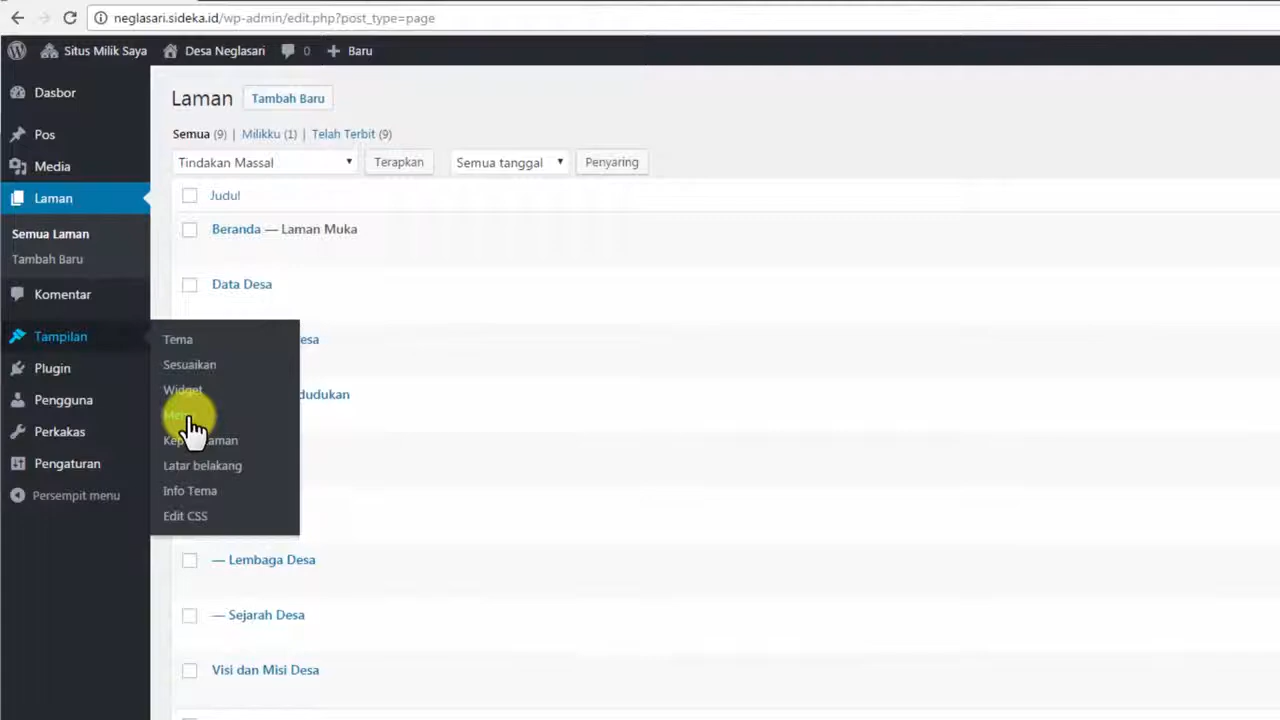 neglasari.sideka.id/wp-admin/edit.php?post_type=page
Situs Milik Saya Desa Neglasari 0 Baru
Dasbor
Pos
Media
Laman
Semua Laman
Tambah Baru
Komentar
Tampilan
Plugin
Pengguna
Perkakas
Pengaturan
Persempit menu
Tema
Sesuaikan
Widget
Latar belakang
Info Tema
Edit CSS
Laman Tambah Baru
Semua (9) | Milikku (1) | Telah Terbit (9)
Tindakan Massal Terapkan Semua tanggal Penyaring
Judul
Beranda — Laman Muka
Data Desa
esa
dudukan
— Lembaga Desa
— Sejarah Desa
Visi dan Misi Desa